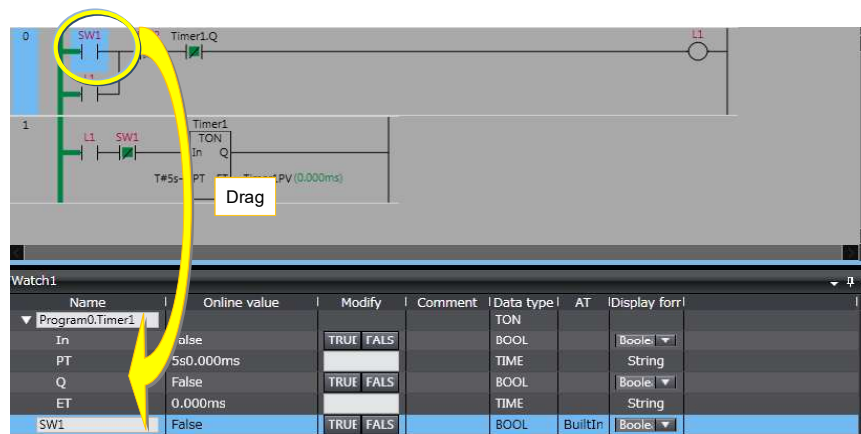 0 SW1 Timer1.Q L1
L1
1 Timer1
L1 SW1 TON
In Q
T#5s- PT ET Timer1PV (0.000ms)
Drag
Watch1
Name Online value Modify Comment Data type AT Display forr
Program0.Timer1 TON
In False TRUE FALS BOOL Boole
PT 5s0.000ms TIME String
Q False TRUE FALS BOOL Boole
ET 0.000ms TIME String
SW1 False TRUE FALS BOOL BuiltIn Boole